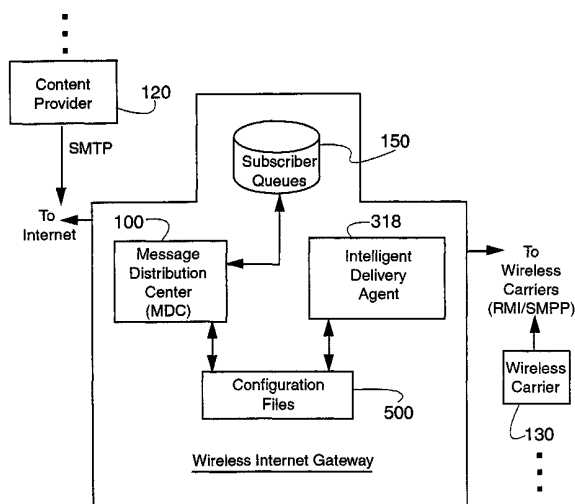 Content
Provider
120
SMTP
To
Internet
Subscriber
Queues
150
100
Message
Distribution
Center
(MDC)
318
Intelligent
Delivery
Agent
To
Wireless
Carriers
(RMI/SMPP)
Wireless
Carrier
130
Configuration
Files
500
Wireless Internet Gateway